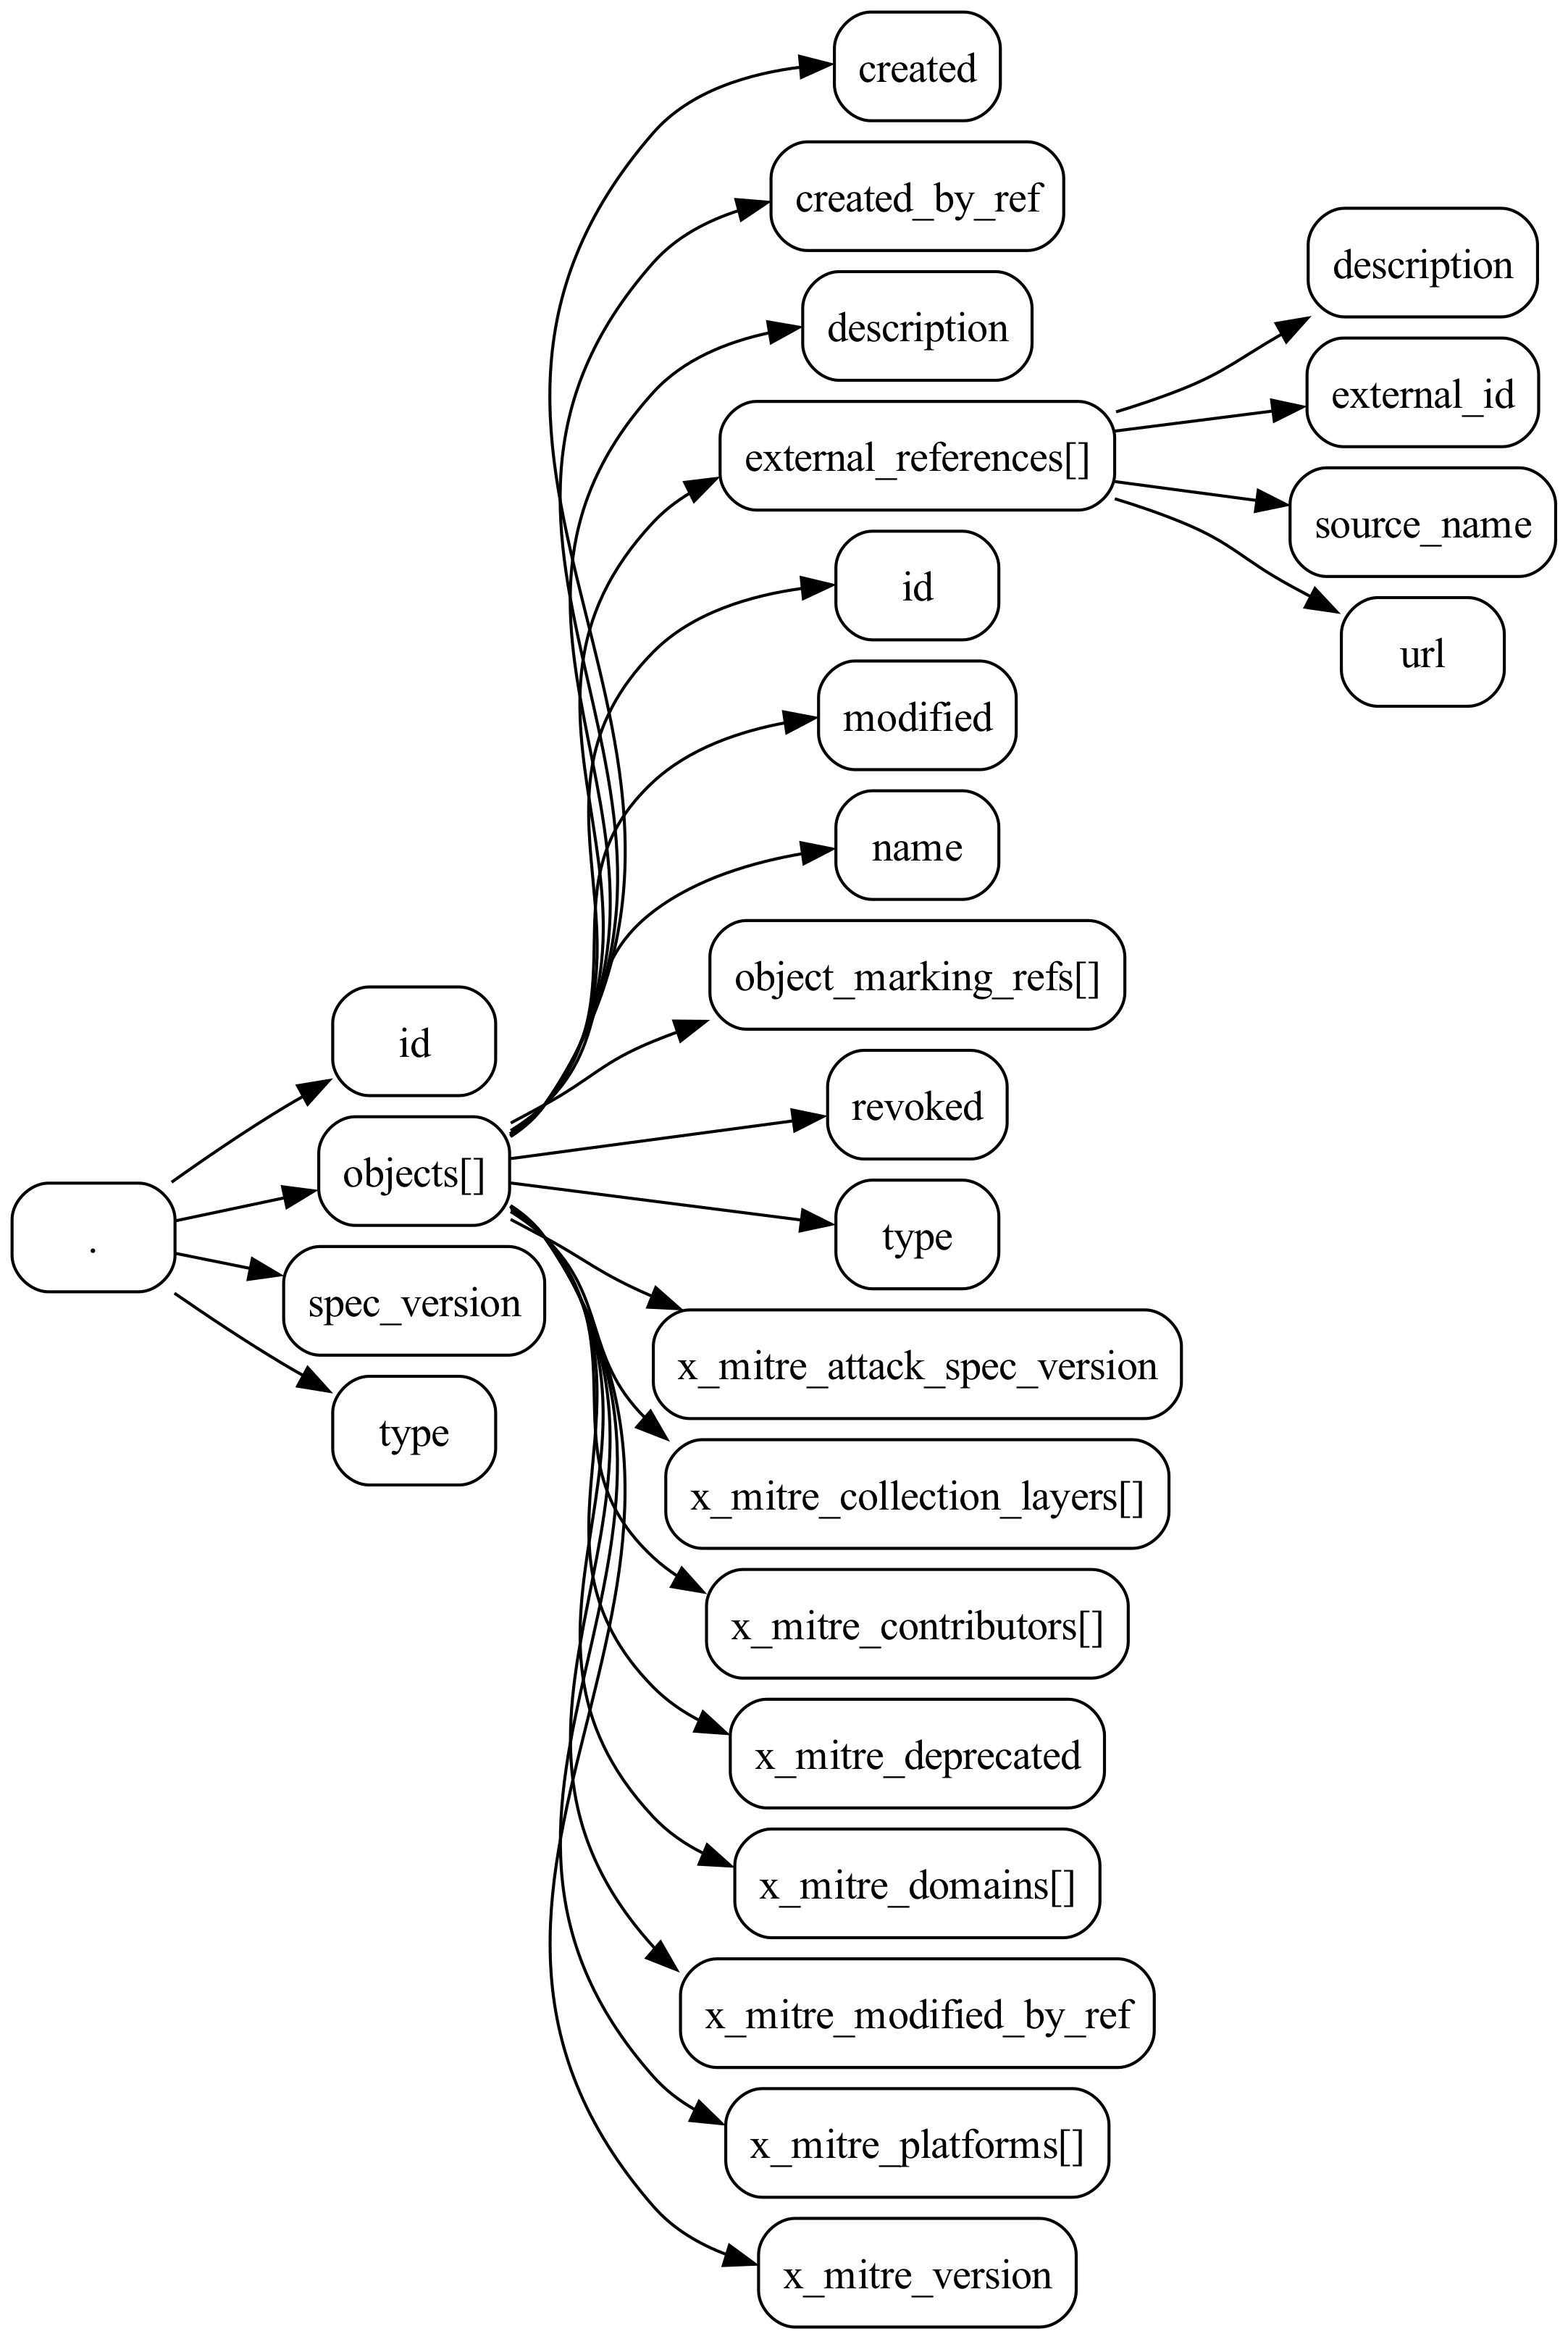 .
id
objects[]
spec_version
type
created
created_by_ref
description
external_references[]
id
modified
name
object_marking_refs[]
revoked
type
x_mitre_attack_spec_version
x_mitre_collection_layers[]
x_mitre_contributors[]
x_mitre_deprecated
x_mitre_domains[]
x_mitre_modified_by_ref
x_mitre_platforms[]
x_mitre_version
description
external_id
source_name
url